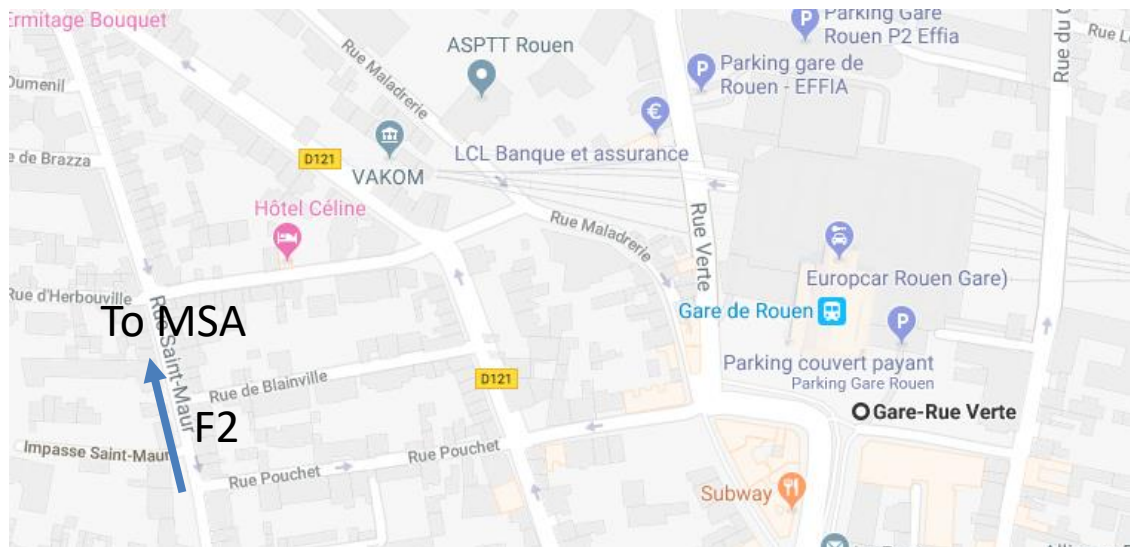 Ermitage Bouquet
Dumenil
e de Brazza
Rue d'Herbouville
To MSA
F2
Impasse Saint-Maur
Rue Saint-Maur
Rue Pouchet
Rue Pouchet
Rue de Blainville
D121
D121
Hôtel Céline
VAKOM
Rue Maladrerie
Rue Maladrerie
ASPTT Rouen
LCL Banque et assurance
Rue Verte
Parking Gare
Rouen P2 Effia
Parking gare de
Rouen - EFFIA
Europcar Rouen Gare)
Gare de Rouen
Parking couvert payant
Parking Gare Rouen
Gare-Rue Verte
Subway